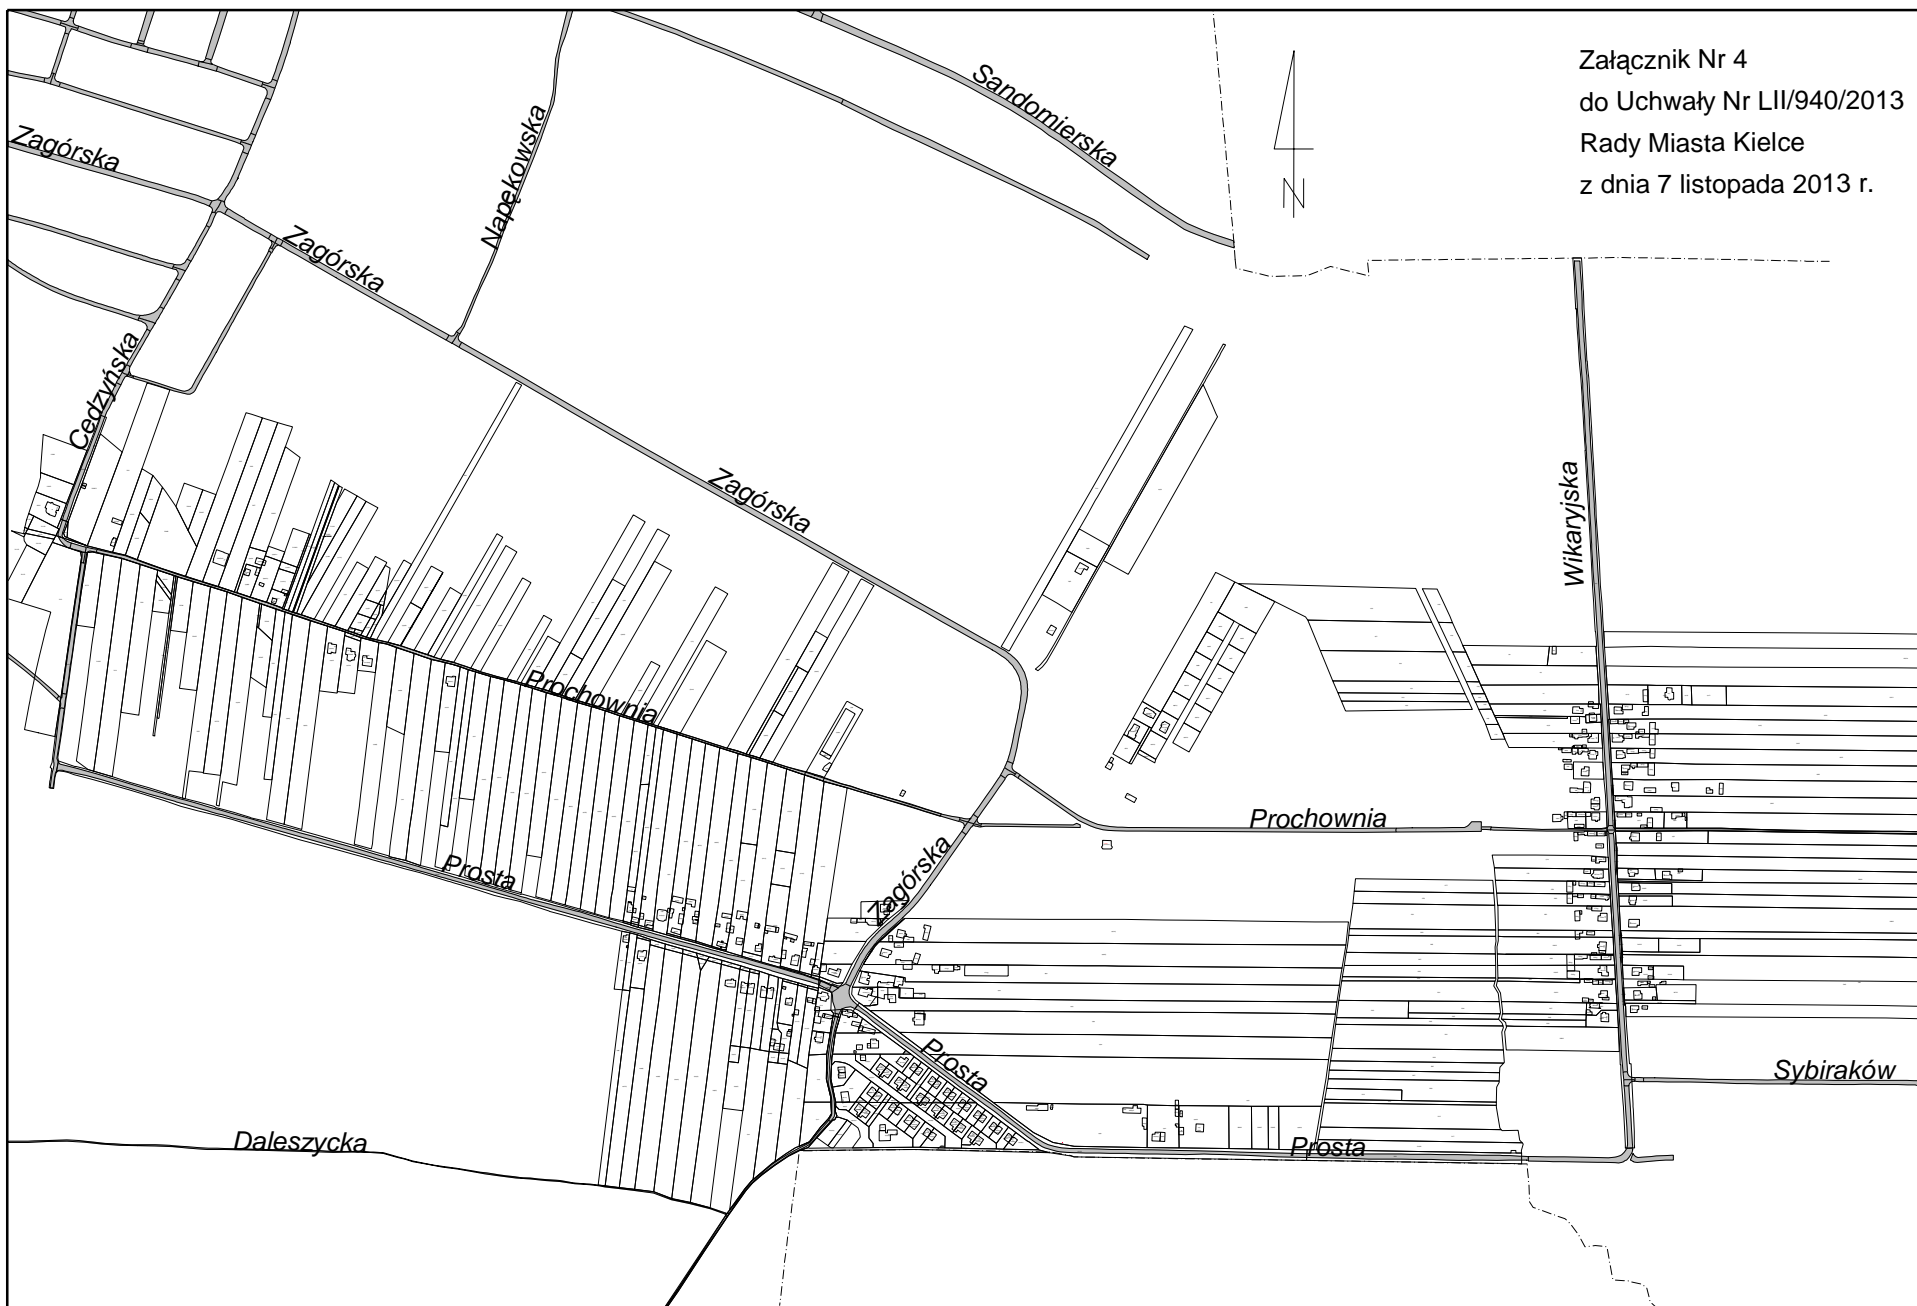 Załącznik Nr 4
do Uchwały Nr LII/940/2013
Rady Miasta Kielce
z dnia 7 listopada 2013 r.
Sandomierska
N
Zagórska
Napękowska
Zagórska
Cedzyńska
Zagórska
Wikaryjska
Prochownia
Prochownia
Zagórska
Prosta
Prosta
Sybiraków
Daleszycka
Prosta